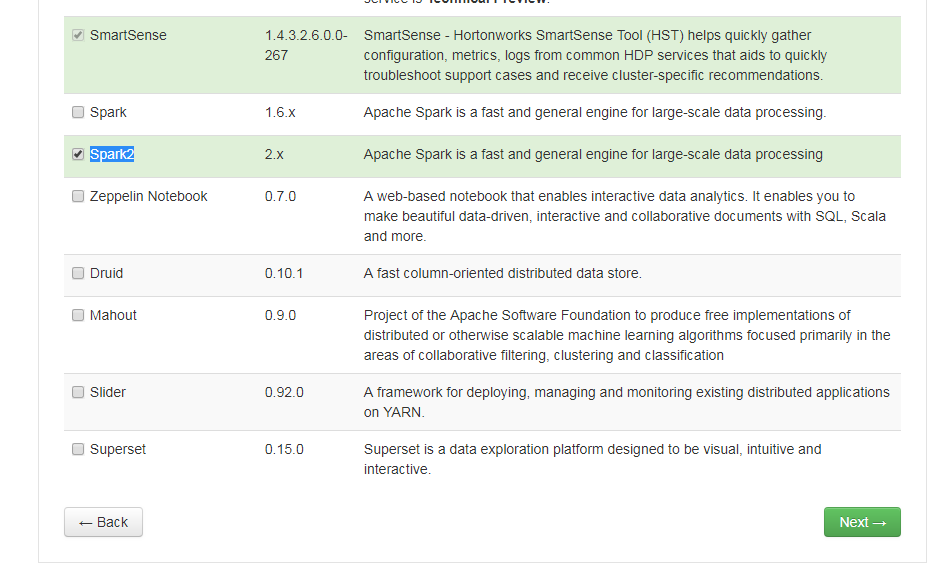 service is Technical Preview.
SmartSense 1.4.3.2.6.0.0- SmartSense - Hortonworks SmartSense Tool (HST) helps quickly gather
267 configuration, metrics, logs from common HDP services that aids to quickly
troubleshoot support cases and receive cluster-specific recommendations.
Spark 1.6.x Apache Spark is a fast and general engine for large-scale data processing.
Spark2 2.x Apache Spark is a fast and general engine for large-scale data processing
Zeppelin Notebook 0.7.0 A web-based notebook that enables interactive data analytics. It enables you to
make beautiful data-driven, interactive and collaborative documents with SQL, Scala
and more.
Druid 0.10.1 A fast column-oriented distributed data store.
Mahout 0.9.0 Project of the Apache Software Foundation to produce free implementations of
distributed or otherwise scalable machine learning algorithms focused primarily in the
areas of collaborative filtering, clustering and classification
Slider 0.92.0 A framework for deploying, managing and monitoring existing distributed applications
on YARN.
Superset 0.15.0 Superset is a data exploration platform designed to be visual, intuitive and
interactive.
← Back Next →